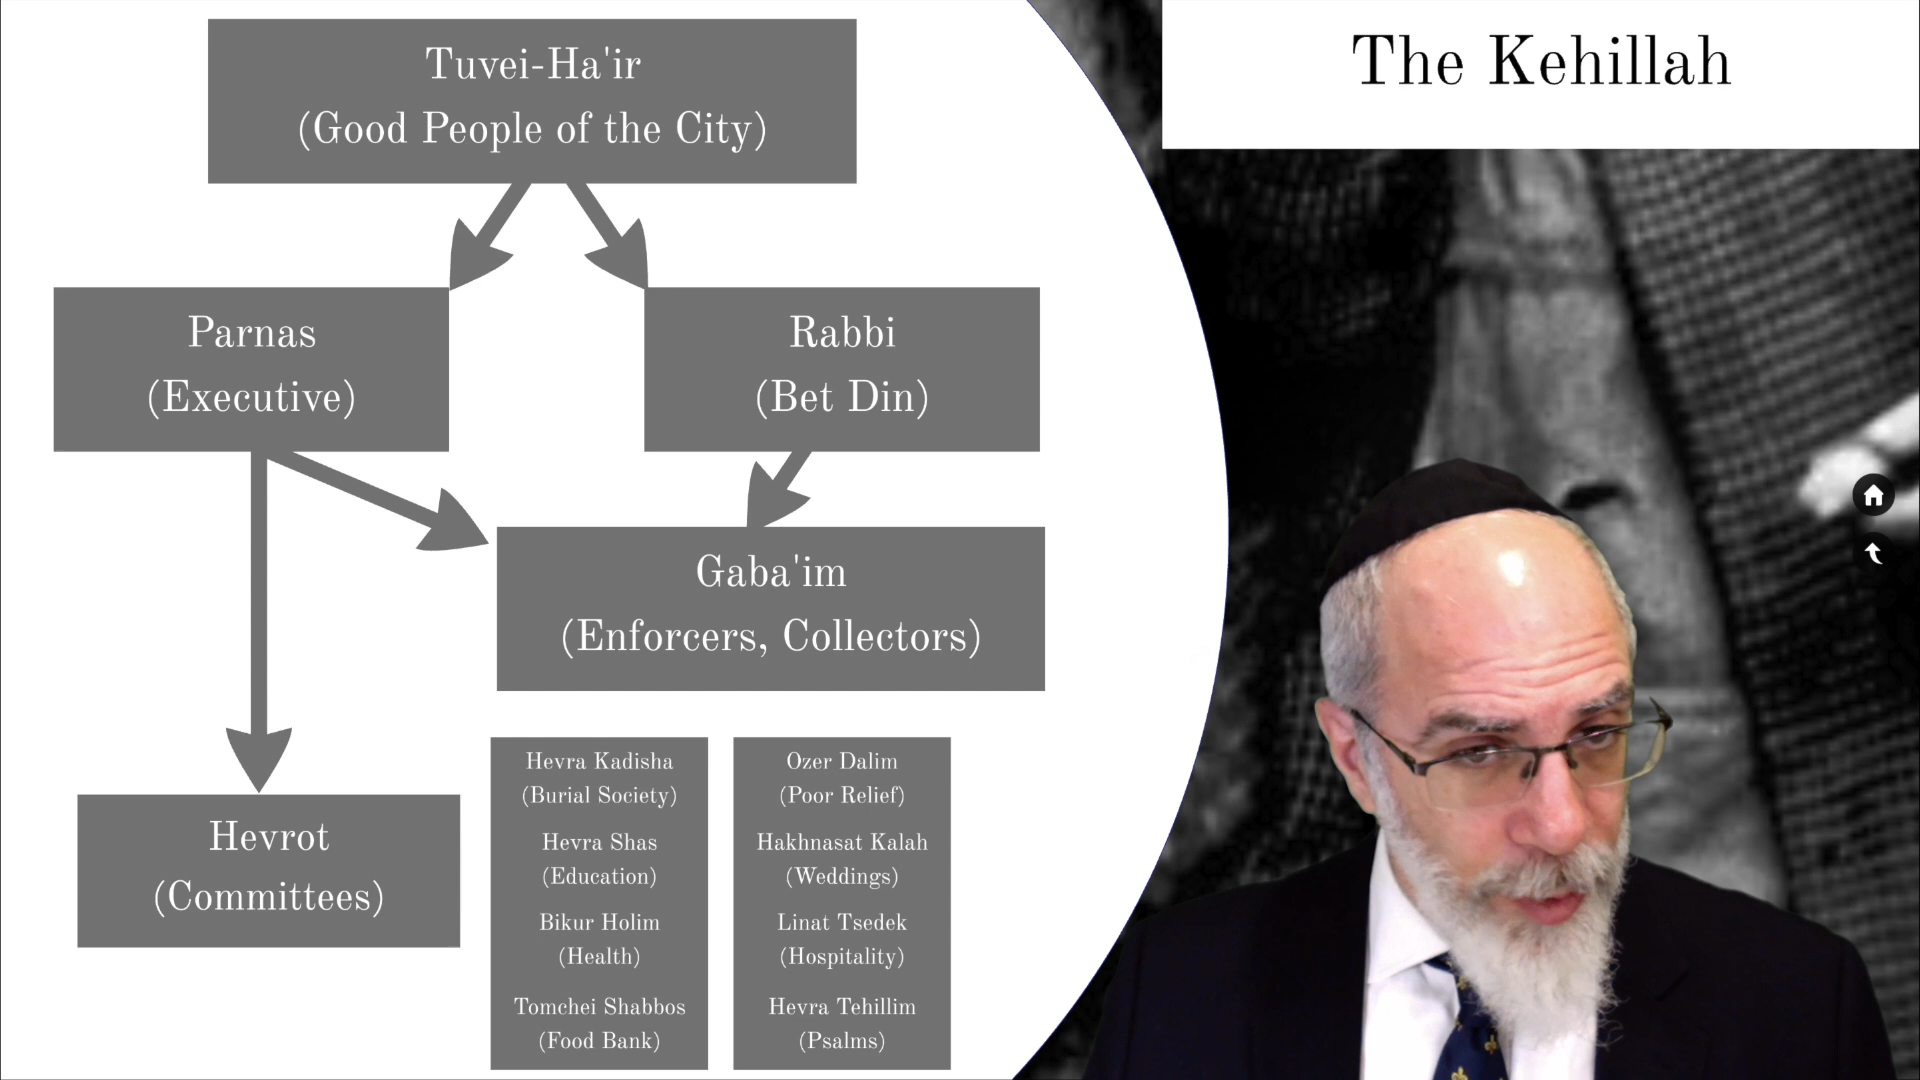 The Kehillah
Tuvei-Ha'ir
(Good People of the City)
Parnas
(Executive)
Rabbi
(Bet Din)
Gaba'im
(Enforcers, Collectors)
Hevrot
(Committees)
Hevra Kadisha
(Burial Society)
Hevra Shas
(Education)
Bikur Holim
(Health)
Tomchei Shabbos
(Food Bank)
Ozer Dalim
(Poor Relief)
Hakhnasat Kalah
(Weddings)
Linat Tsedek
(Hospitality)
Hevra Tehillim
(Psalms)